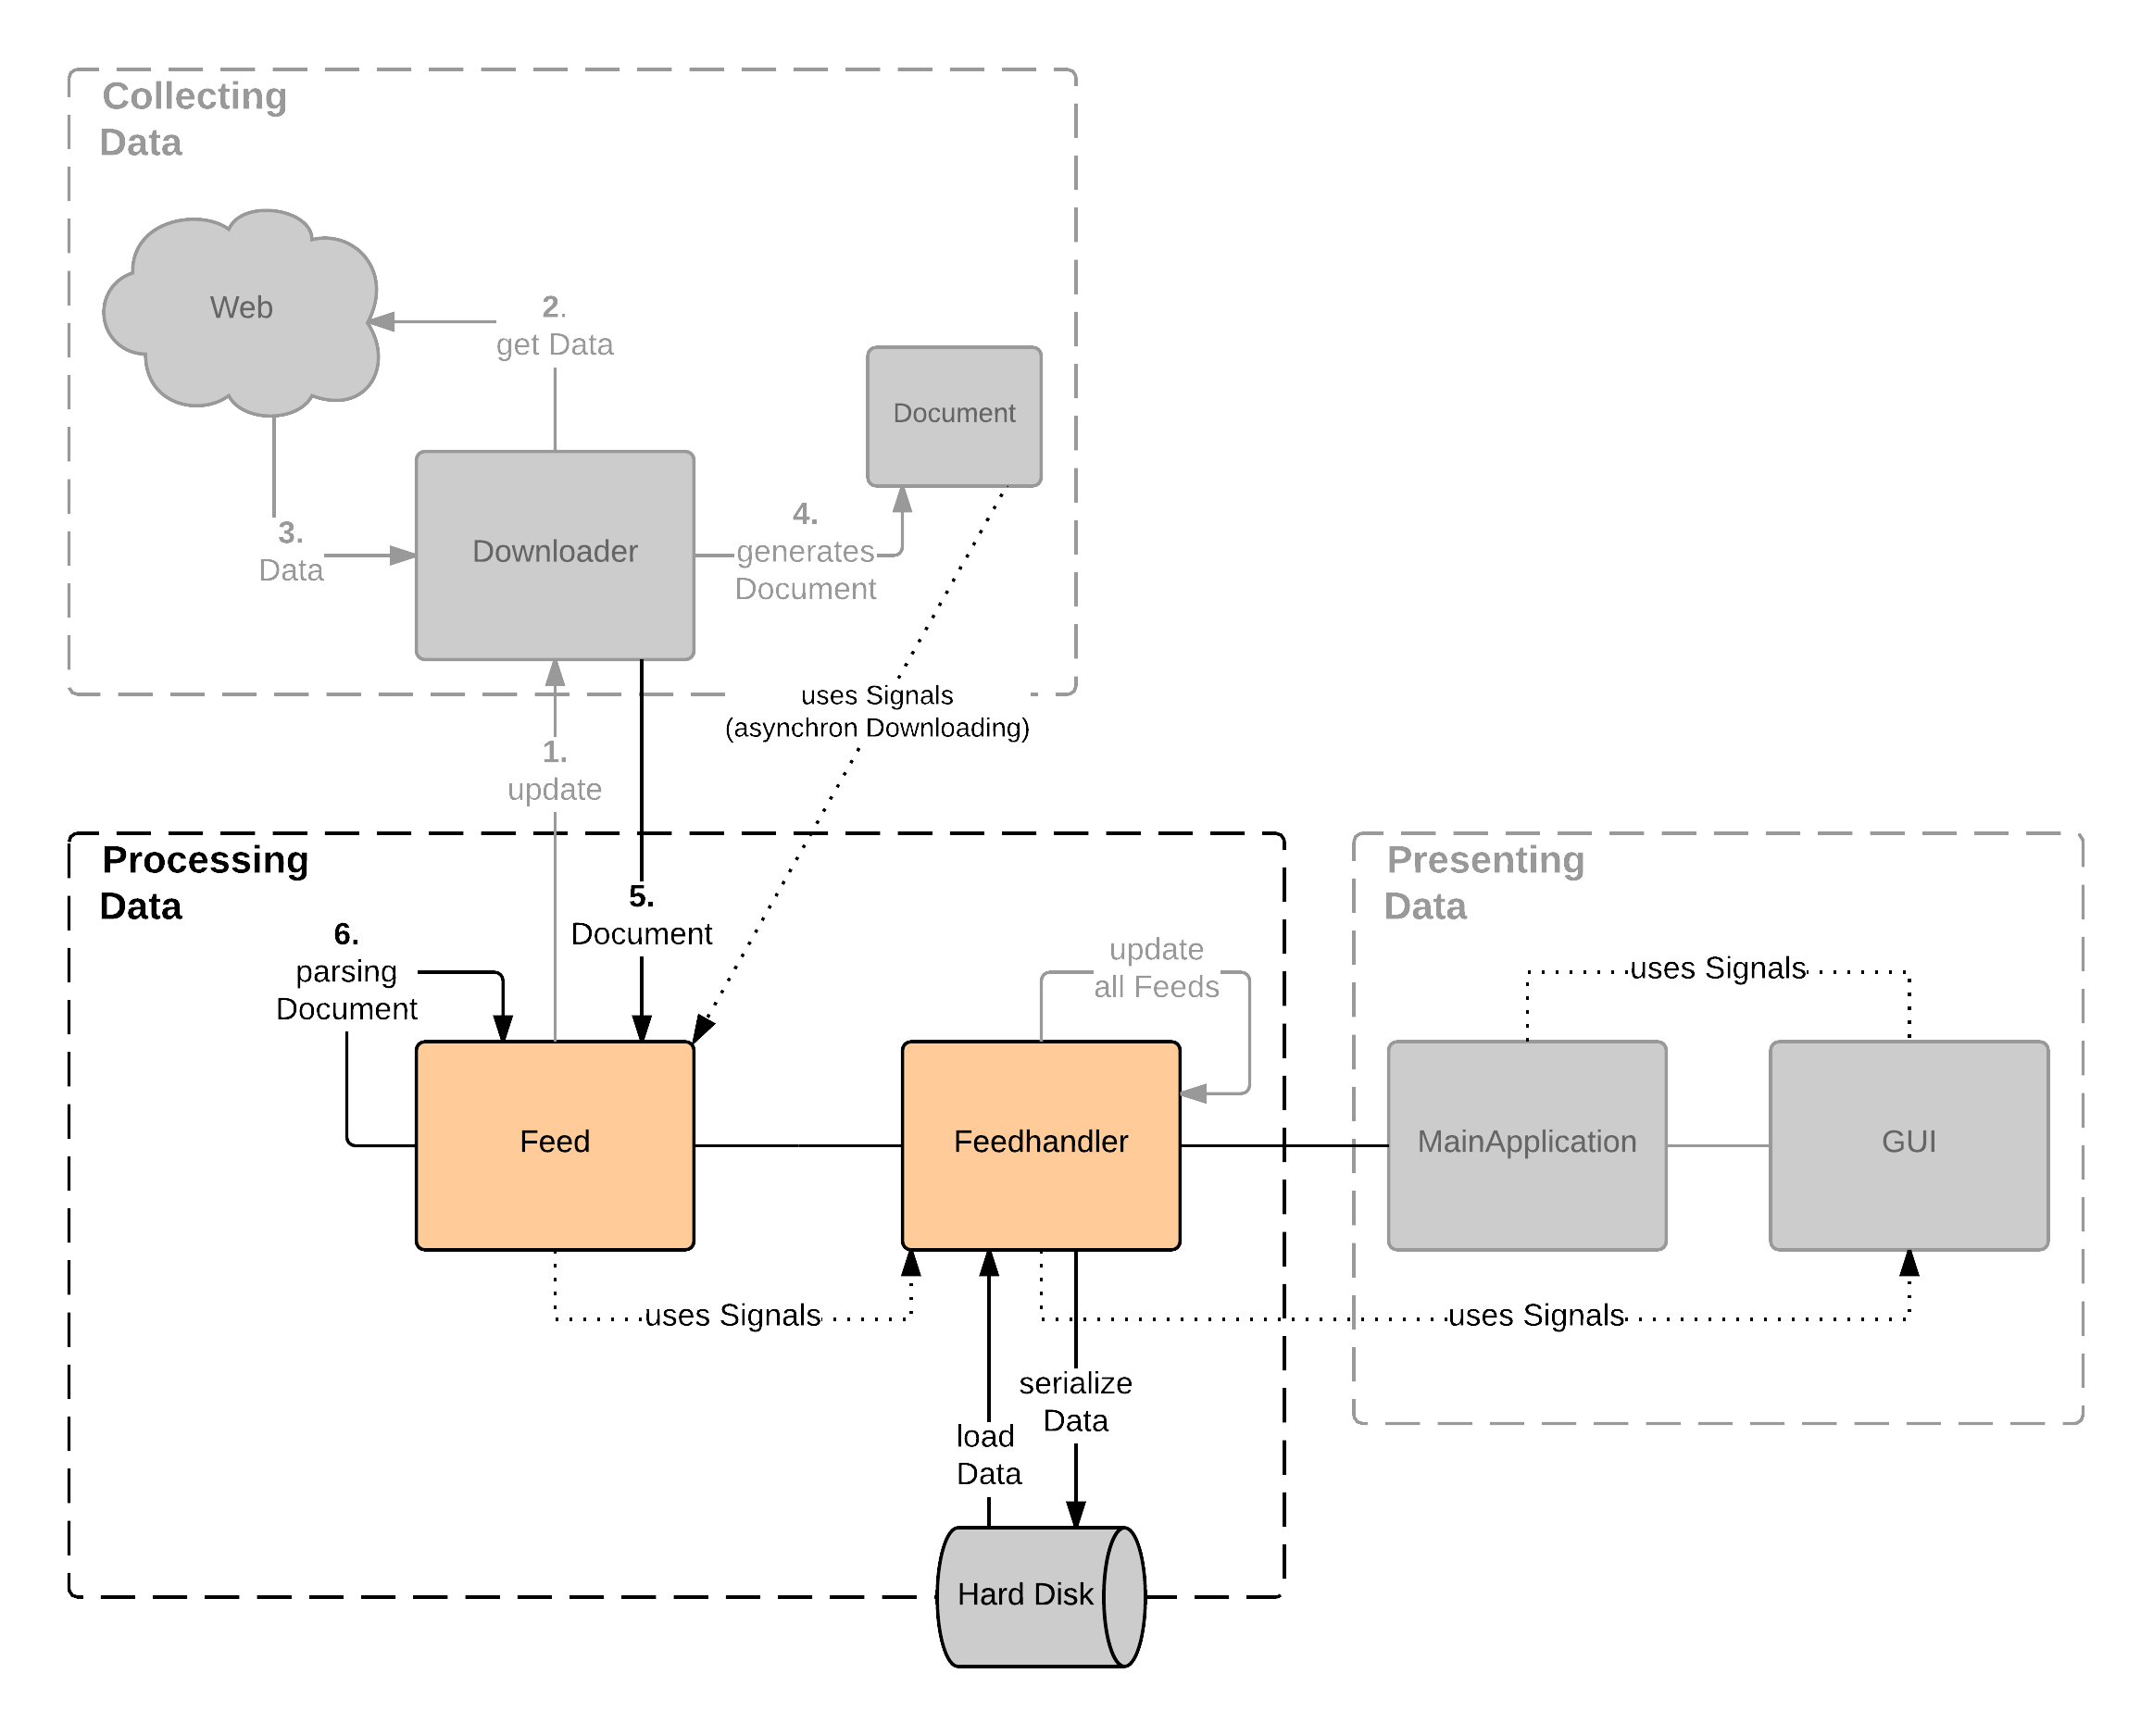 Collecting
Data
Web
2.
get Data
Document
3.
Data
Downloader
4.
generates
Document
uses Signals
(asynchron Downloading)
1.
update
Processing
Data
5.
Document
6.
parsing
Document
update
all Feeds
Feed
Feedhandler
uses Signals
serialize
Data
load
Data
Hard Disk
Presenting
Data
uses Signals
MainApplication
GUI
uses Signals